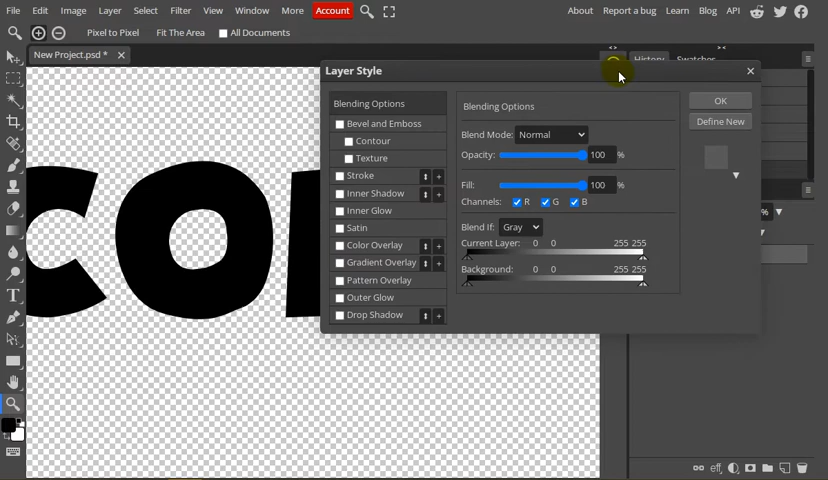 File Edit Image Layer Select Filter View Window More Account About Report a bug Learn Blog API
Pixel to Pixel Fit The Area All Documents
New Project.psd * History Swatches
Layer Style
Blending Options
Bevel and Emboss
Contour
Texture
Stroke
Inner Shadow
Inner Glow
Satin
Color Overlay
Gradient Overlay
Pattern Overlay
Outer Glow
Drop Shadow
Blending Options
Blend Mode: Normal
Opacity: 100 %
Fill: 100 %
Channels: R G B
Blend If: Gray
Current Layer: 0 0 255 255
Background: 0 0 255 255
OK
Define New
%
CO
eff